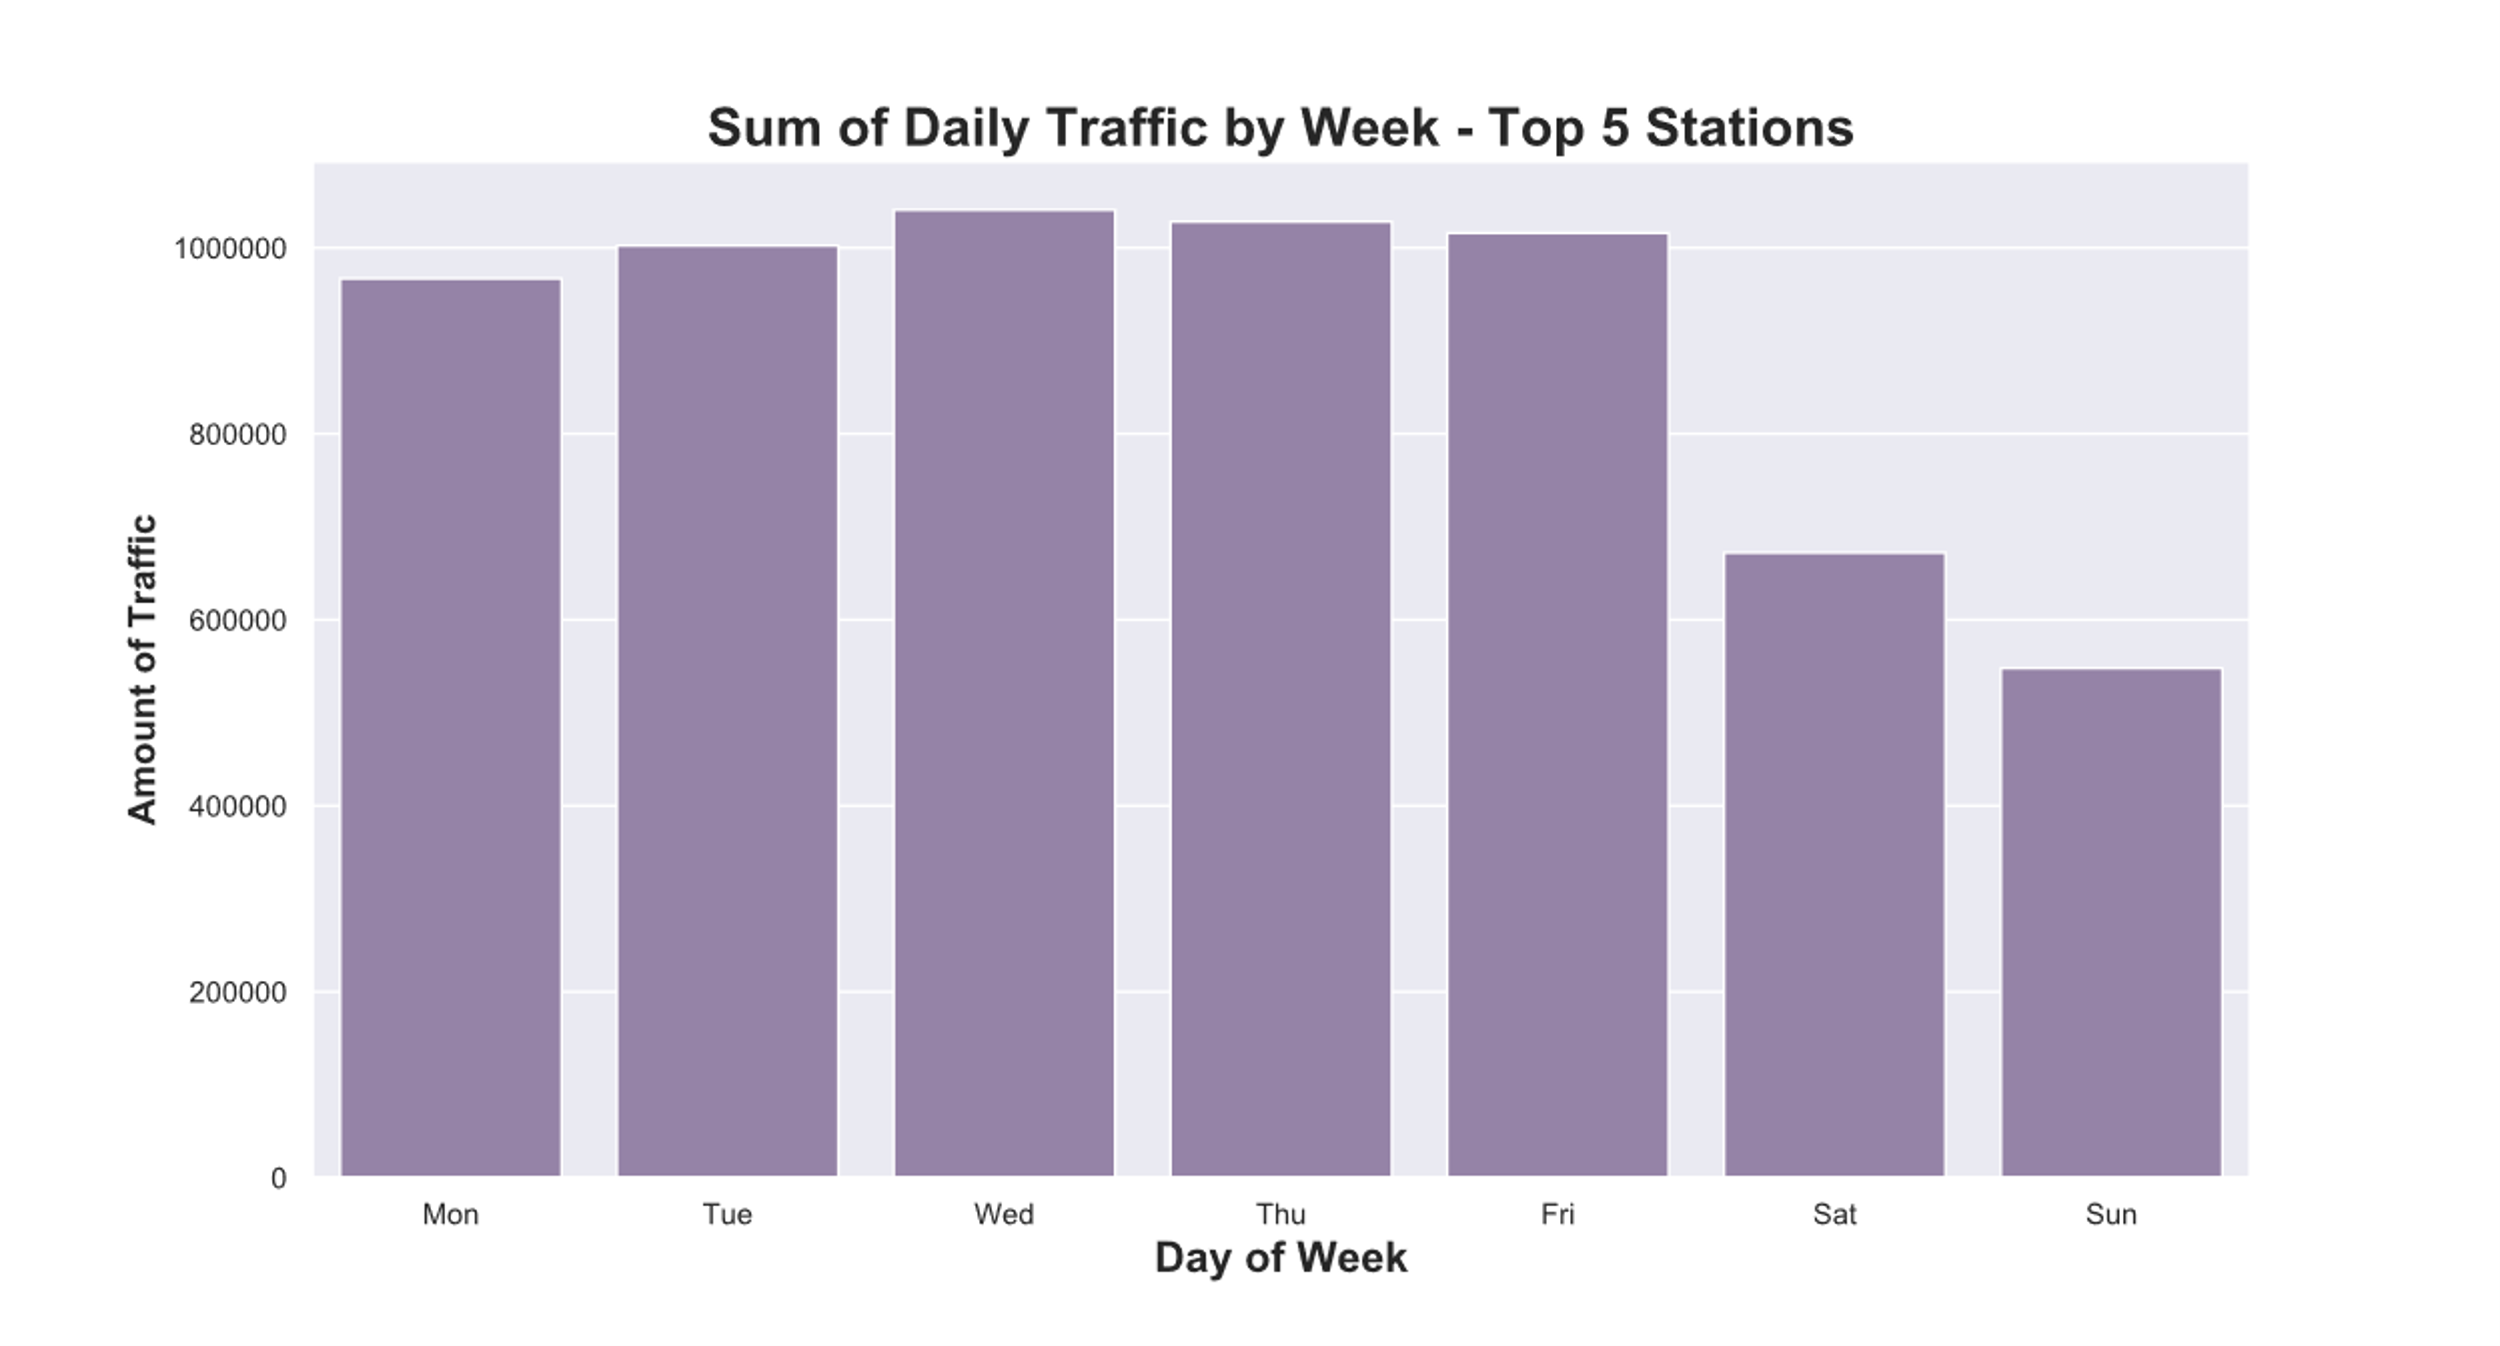 Sum of Daily Traffic by Week - Top 5 Stations
Amount of Traffic
1000000
800000
600000
400000
200000
0
Mon Tue Wed Thu Fri Sat Sun
Day of Week